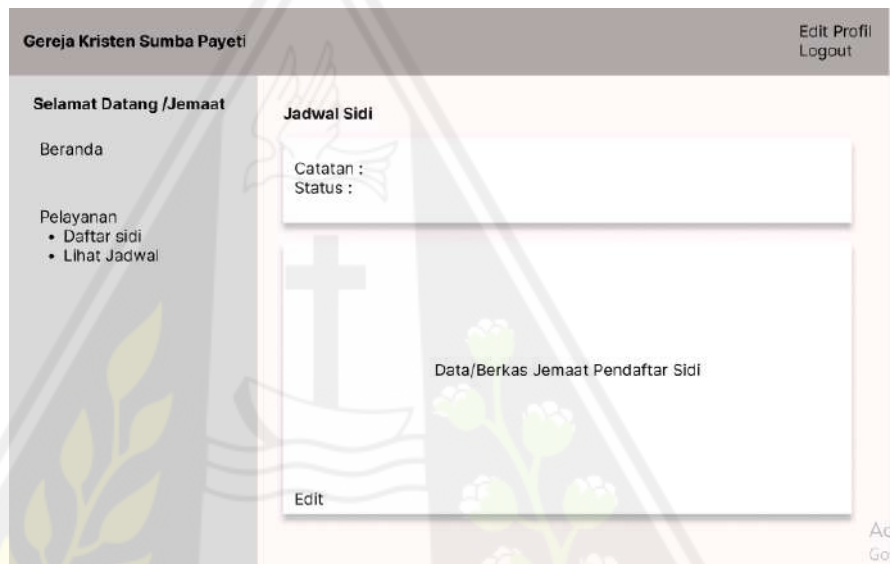 Gereja Kristen Sumba Payeti
Edit Profil
Logout
Selamat Datang /Jemaat
Beranda
Pelayanan
• Daftar sidi
• Lihat Jadwal
Jadwal Sidi
Catatan :
Status :
Data/Berkas Jemaat Pendaftar Sidi
Edit